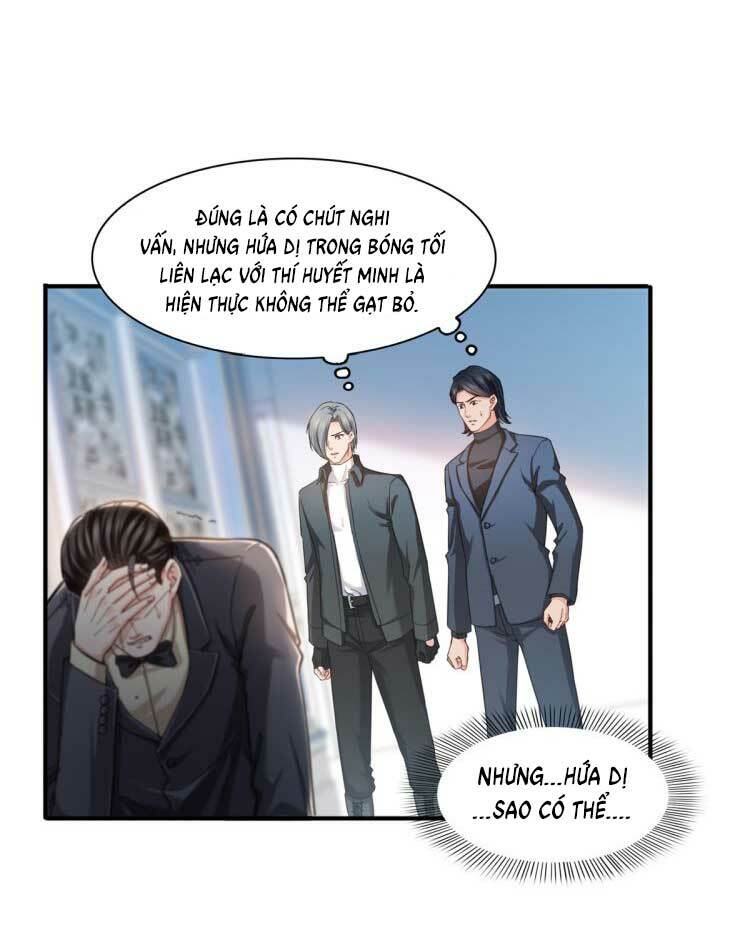 ĐÚNG LÀ CÓ CHÚT NGHI
VẤN, NHƯNG HỨA DỊ TRONG BÓNG TỐI
LIÊN LẠC VỚI THÍ HUYẾT MINH LÀ
HIỆN THỰC KHÔNG THỂ GẠT BỎ.
NHƯNG...HỨA DỊ
...SAO CÓ THỂ....